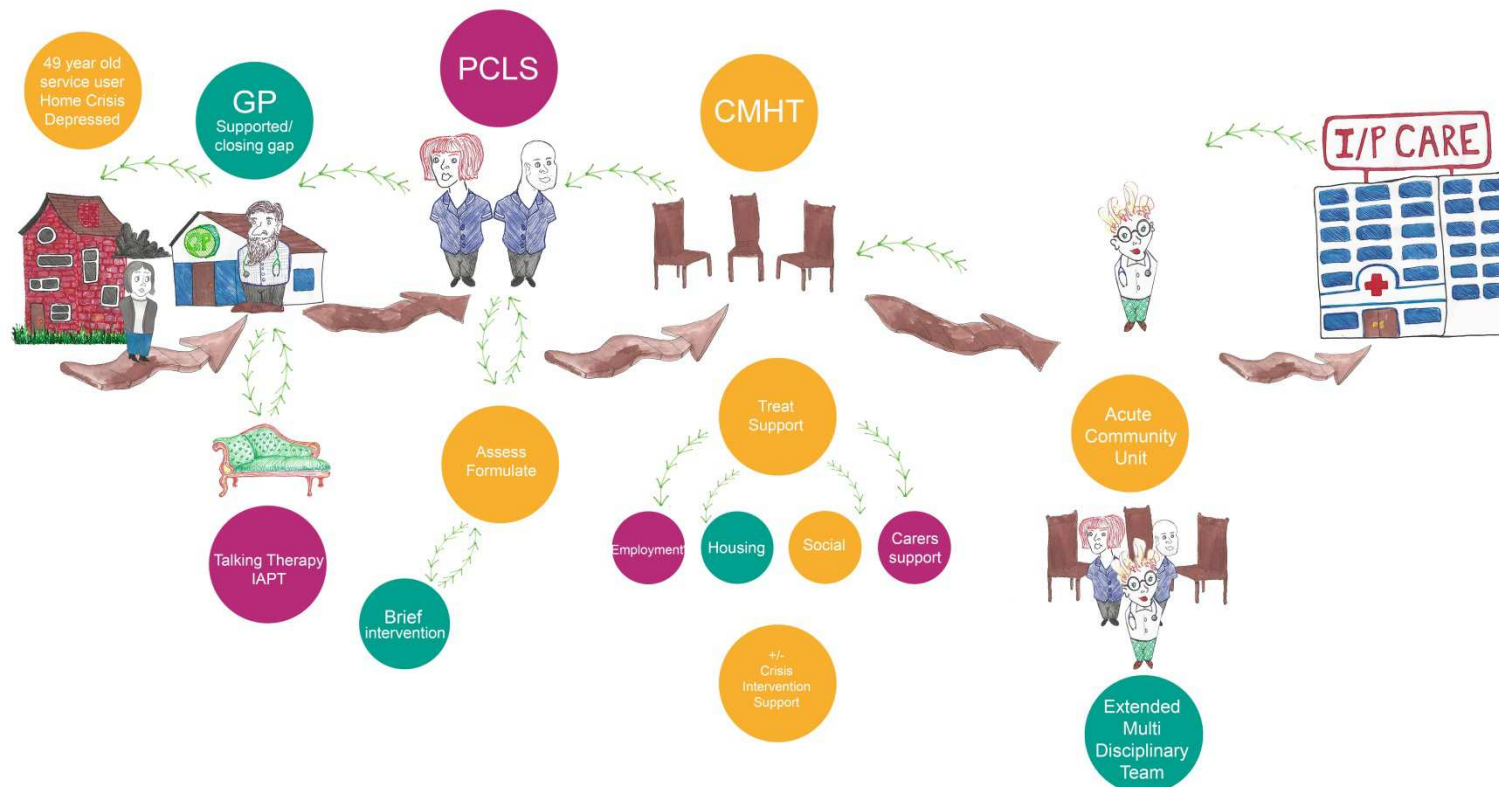 49 year old
service user
Home Crisis
Depressed
GP
Supported/
closing gap
PCLS
CMHT
I/P CARE
GP
Treat
Support
Acute
Community
Unit
Assess
Formulate
Talking Therapy
IAPT
Employment
Housing
Social
Carers
support
Brief
intervention
+/-
Crisis
Intervention
Support
Extended
Multi
Disciplinary
Team